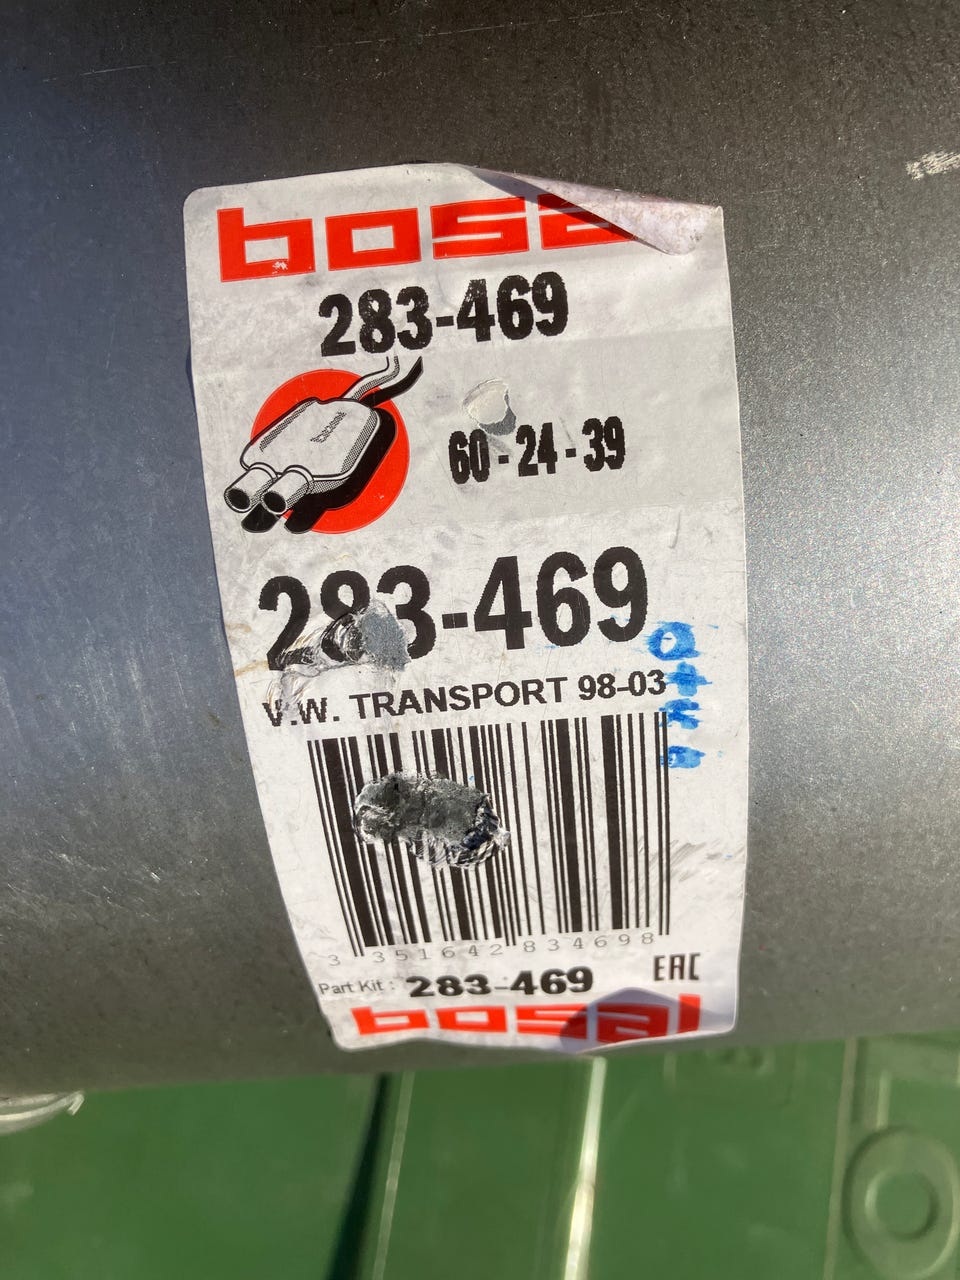 bosal
283-469
bosal
60-24-39
283-469
V.W. TRANSPORT 98-03
3 351642 834698
Part Kit : 283-469
EAC
bosal